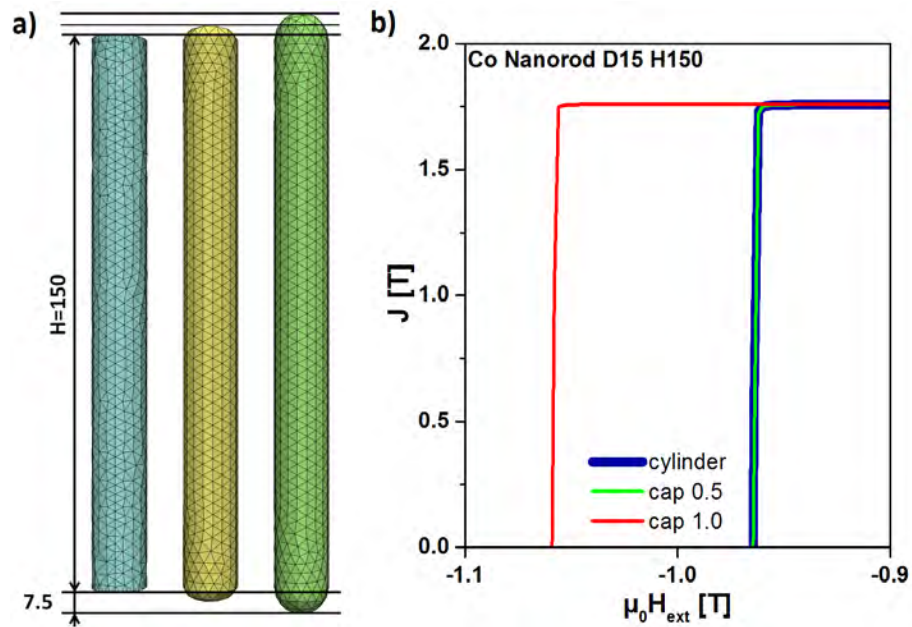 a)
H=150
7.5
b)
Co Nanorod D15 H150
2.0
1.5
1.0
0.5
0.0
J [T]
cylinder
cap 0.5
cap 1.0
-1.1
-1.0
-0.9
μ₀Hₑₓₜ [T]